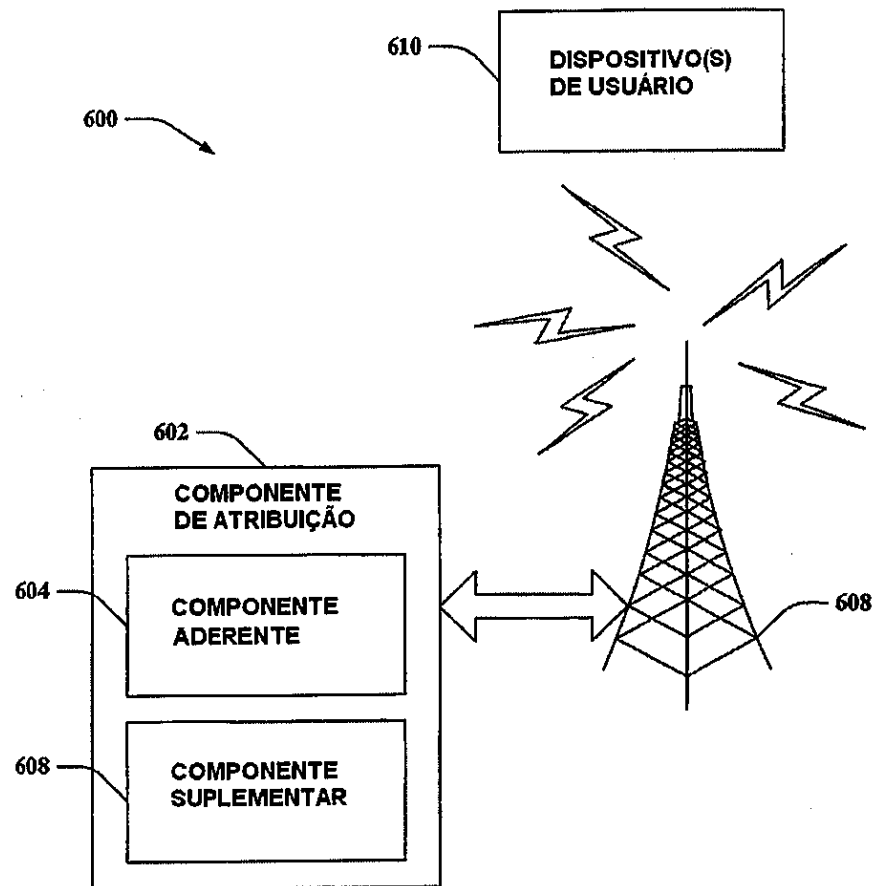 610
DISPOSITIVO(S)
DE USUÁRIO
600
602
COMPONENTE
DE ATRIBUIÇÃO
604
COMPONENTE
ADERENTE
608
608
COMPONENTE
SUPLEMENTAR